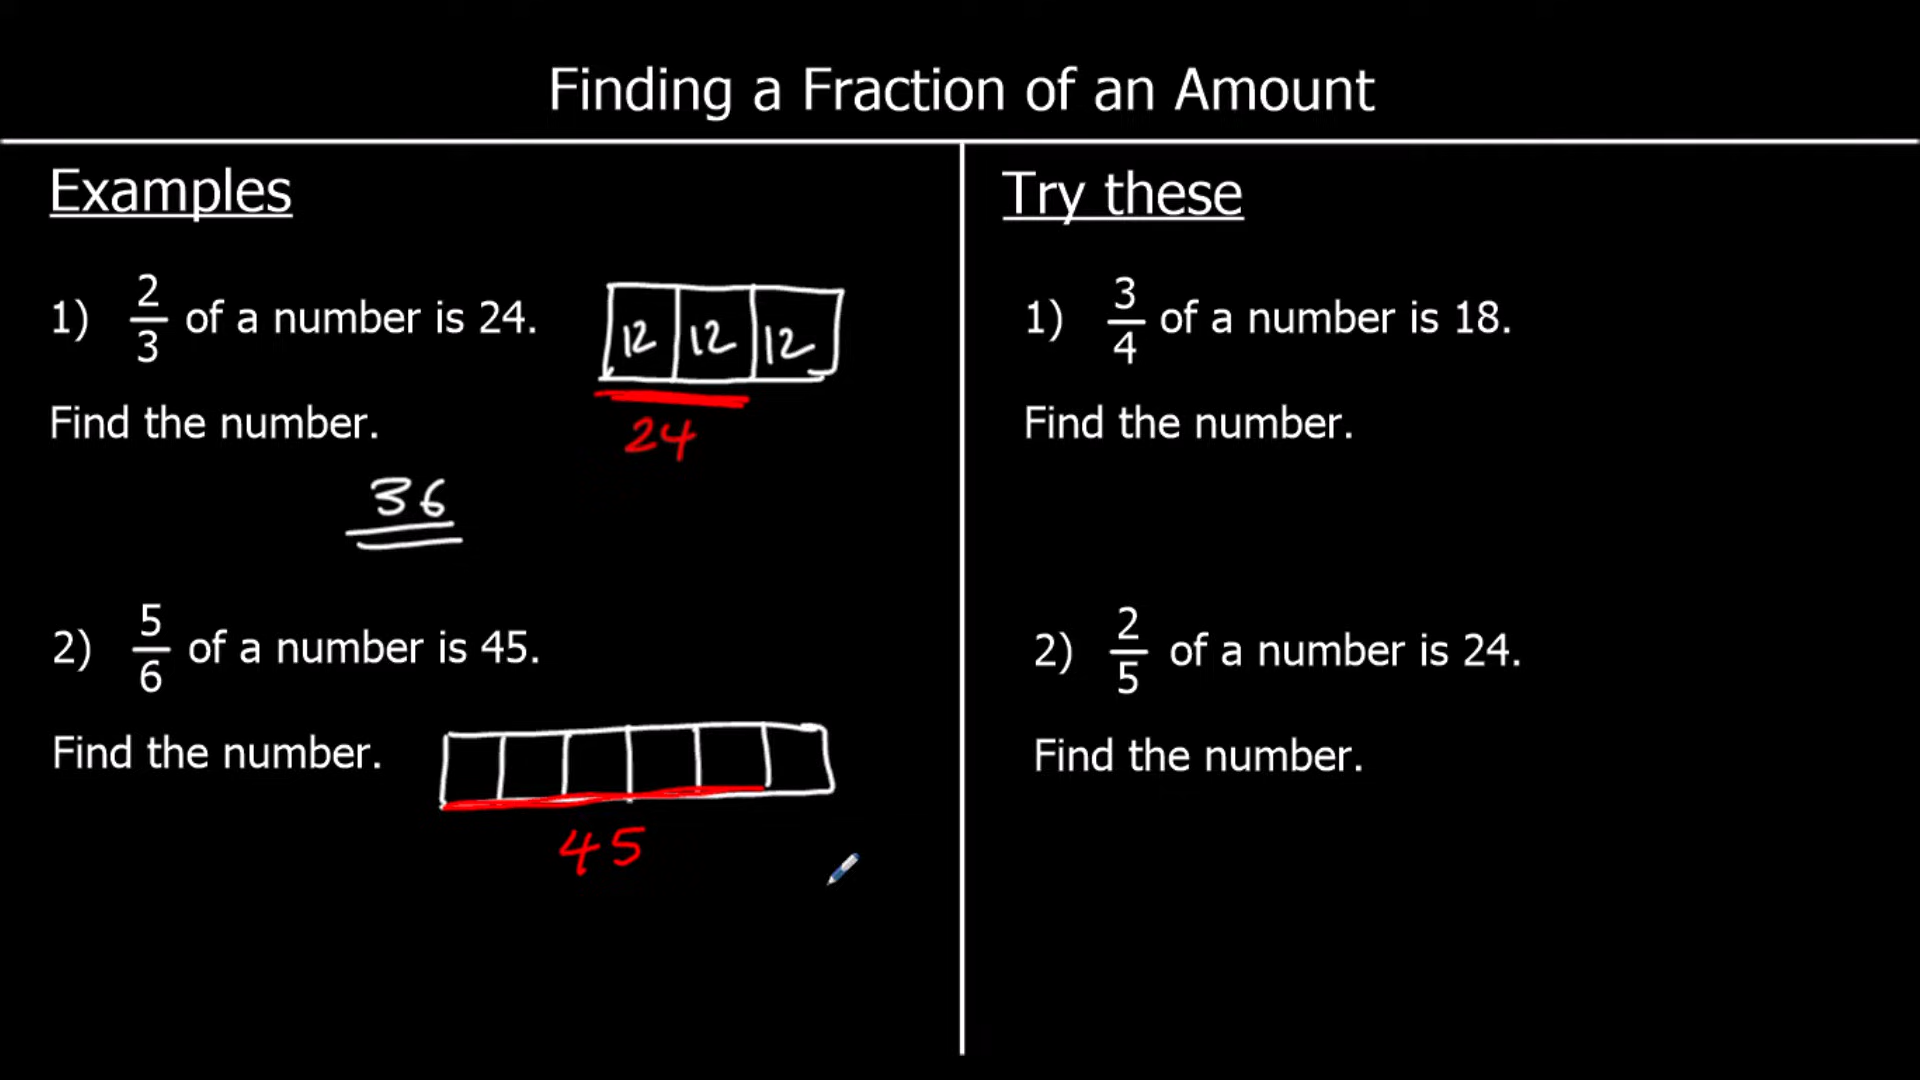 Finding a Fraction of an Amount
Examples
1) 2/3 of a number is 24.
12 12 12
24
Find the number.
36
2) 5/6 of a number is 45.
Find the number.
45
Try these
1) 3/4 of a number is 18.
Find the number.
2) 2/5 of a number is 24.
Find the number.